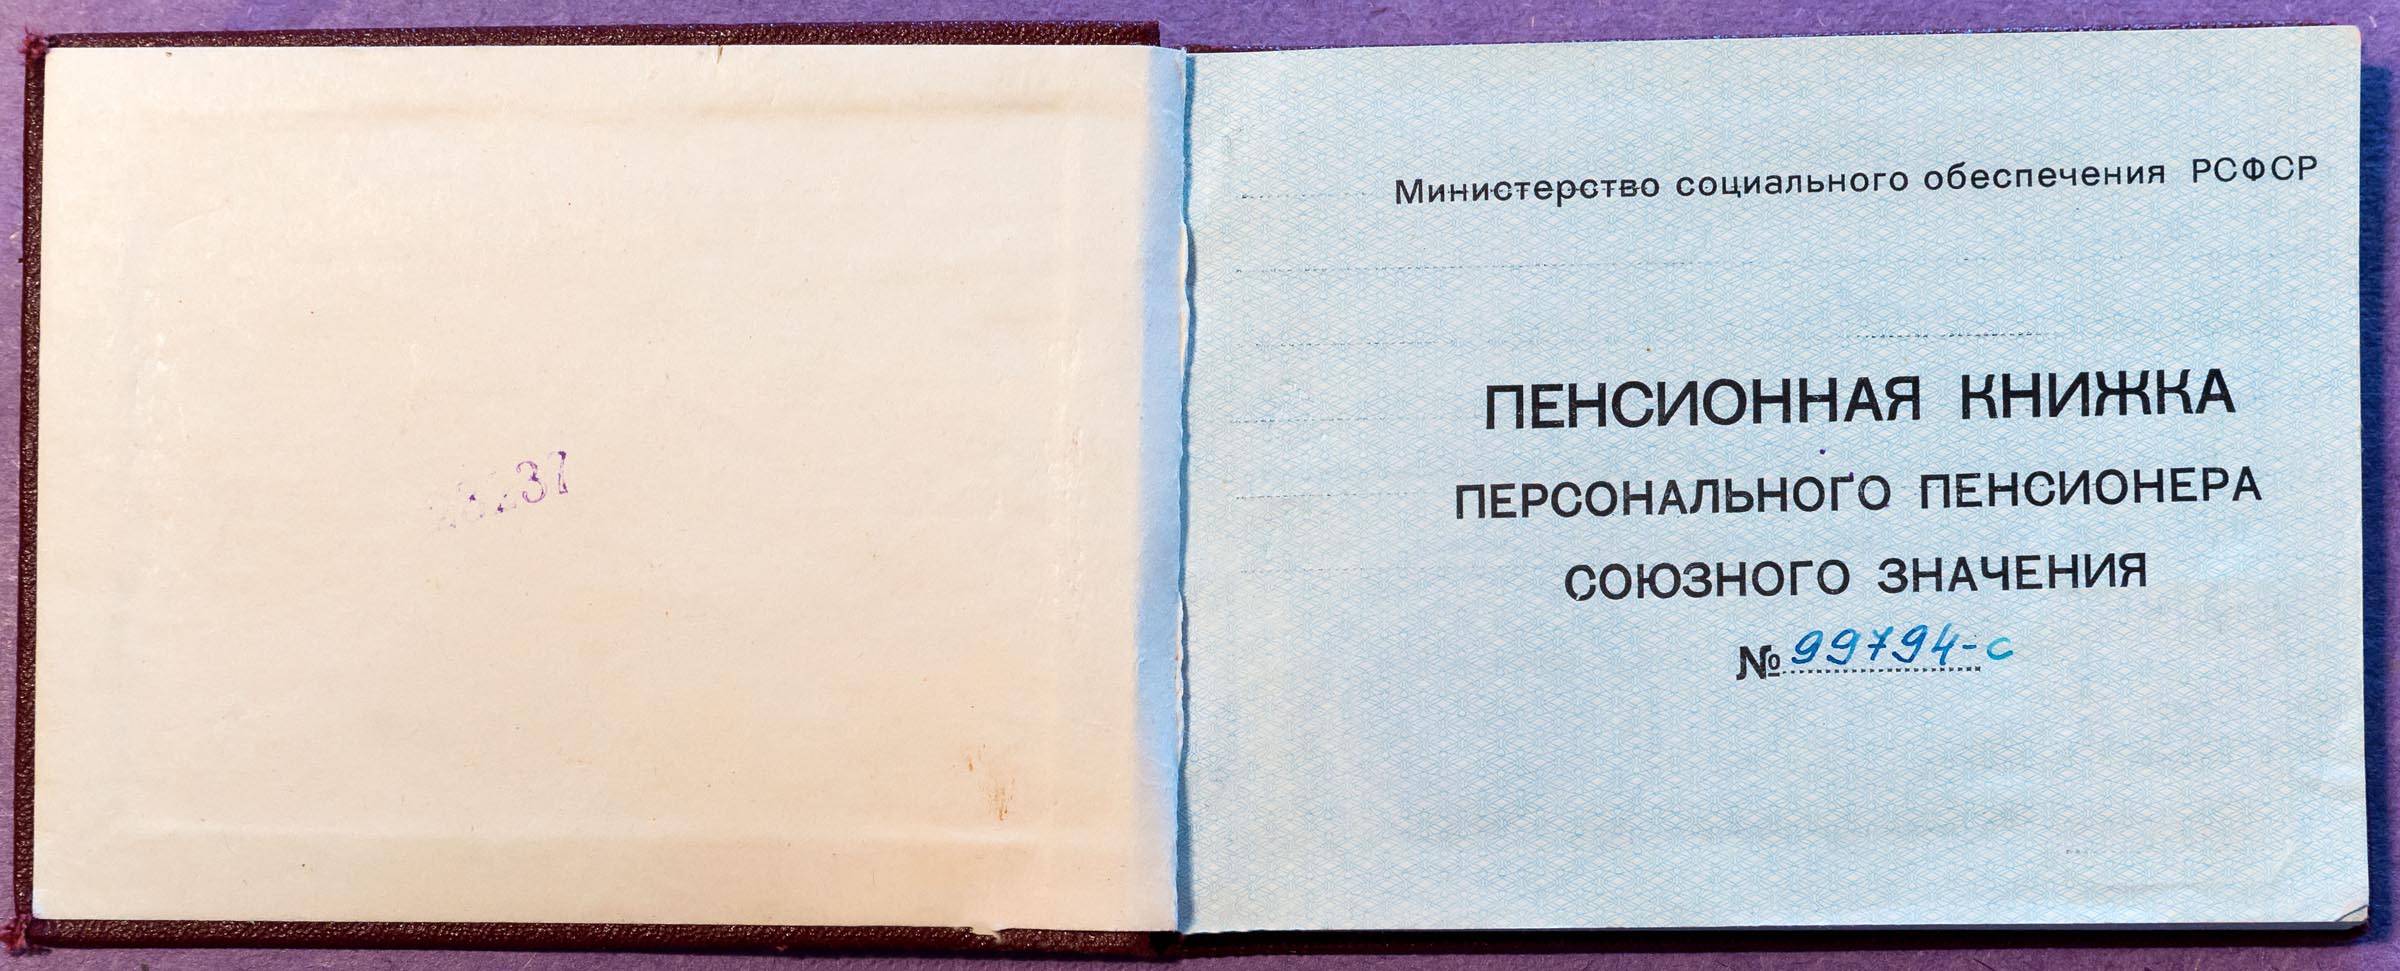 Министерство социального обеспечения РСФСР
ПЕНСИОННАЯ КНИЖКА
ПЕРСОНАЛЬНОГО ПЕНСИОНЕРА
СОЮЗНОГО ЗНАЧЕНИЯ
№ 99794-с